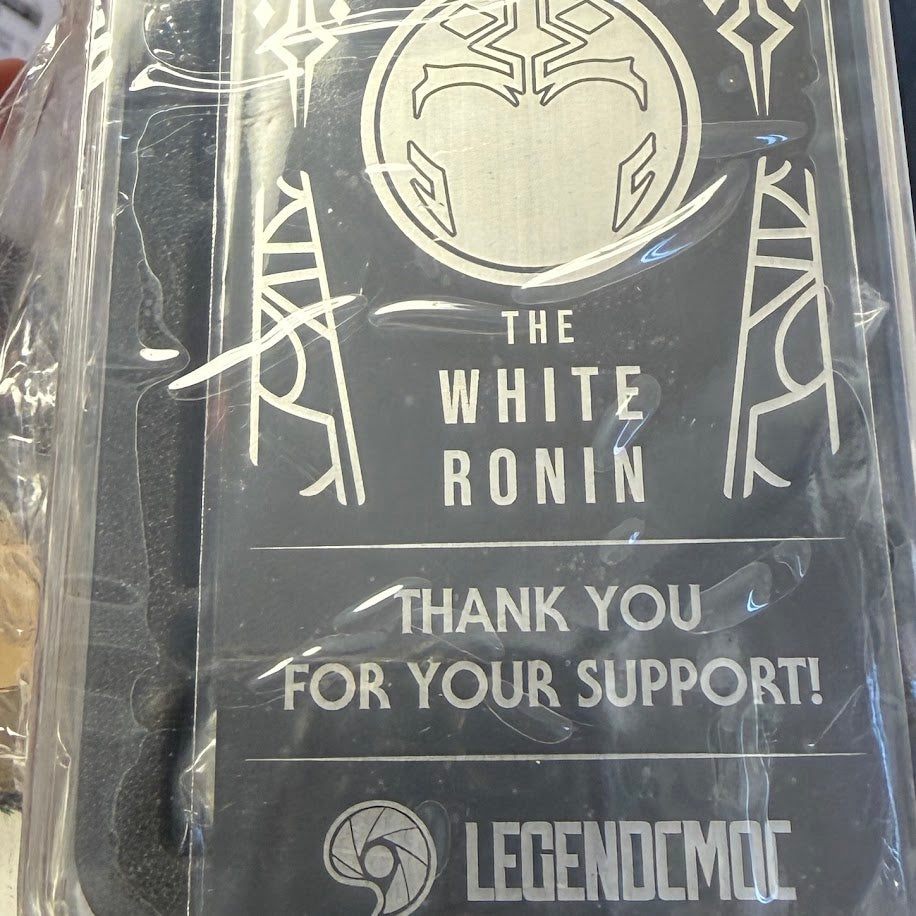 THE
WHITE
RONIN
THANK YOU
FOR YOUR SUPPORT!
LEGENDCMOC